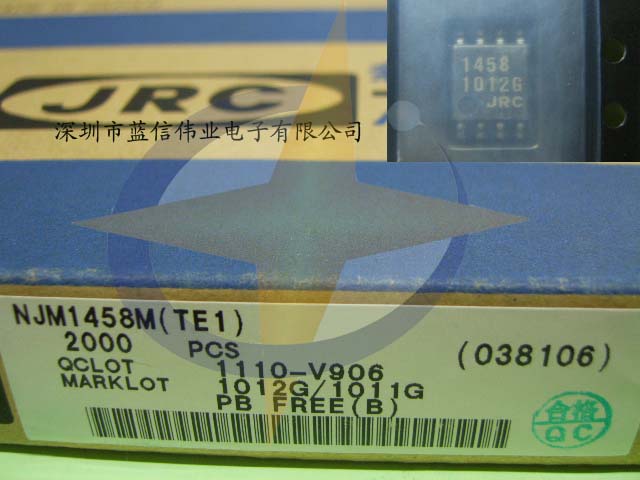 JRC
1458
1012G
JRC
深圳市蓝信伟业电子有限公司
NJM1458M(TE1)
2000 PCS
(038106)
QCLOT 1110-V906
MARKLOT 1012G/1011G
PB FREE(B)
合格
QC